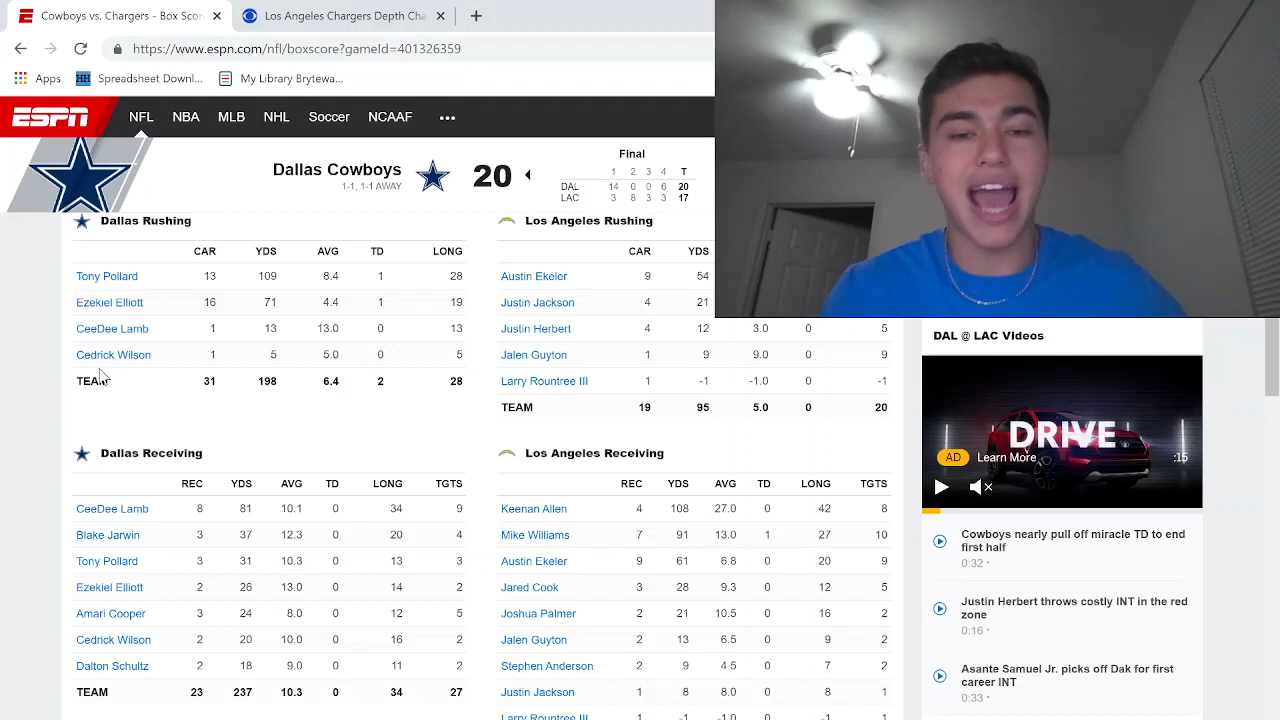 Cowboys vs. Chargers - Box Scor
Los Angeles Chargers Depth Cha
https://www.espn.com/nfl/boxscore?gameId=401326359
Apps Spreadsheet Downl... My Library Brytewa...
ESPN NFL NBA MLB NHL Soccer NCAAF •••
Dallas Cowboys
1-1, 1-1 AWAY
20
Final
1 2 3 4 T
DAL 14 0 0 6 20
LAC 3 8 3 3 17
Dallas Rushing
CAR YDS AVG TD LONG
Tony Pollard 13 109 8.4 1 28
Ezekiel Elliott 16 71 4.4 1 19
CeeDee Lamb 1 13 13.0 0 13
Cedrick Wilson 1 5 5.0 0 5
TEAM 31 198 6.4 2 28
Los Angeles Rushing
CAR YDS
Austin Ekeler 9 54
Justin Jackson 4 21
Justin Herbert 4 12 3.0 0 5
Jalen Guyton 1 9 9.0 0 9
Larry Rountree III 1 -1 -1.0 0 -1
TEAM 19 95 5.0 0 20
Dallas Receiving
REC YDS AVG TD LONG TGTS
CeeDee Lamb 8 81 10.1 0 34 9
Blake Jarwin 3 37 12.3 0 20 4
Tony Pollard 3 31 10.3 0 13 3
Ezekiel Elliott 2 26 13.0 0 14 2
Amari Cooper 3 24 8.0 0 12 5
Cedrick Wilson 2 20 10.0 0 16 2
Dalton Schultz 2 18 9.0 0 11 2
TEAM 23 237 10.3 0 34 27
Los Angeles Receiving
REC YDS AVG TD LONG TGTS
Keenan Allen 4 108 27.0 0 42 8
Mike Williams 7 91 13.0 1 27 10
Austin Ekeler 9 61 6.8 0 20 9
Jared Cook 3 28 9.3 0 12 5
Joshua Palmer 2 21 10.5 0 16 2
Jalen Guyton 2 13 6.5 0 9 2
Stephen Anderson 2 9 4.5 0 7 2
Justin Jackson 1 8 8.0 0 8 1
Larry Rountree III 1 -1 -1.0 0 -1 1
DAL @ LAC Videos
DRIVE
AD Learn More :15
Cowboys nearly pull off miracle TD to end
first half
0:32 •
Justin Herbert throws costly INT in the red
zone
0:16 •
Asante Samuel Jr. picks off Dak for first
career INT
0:33 •